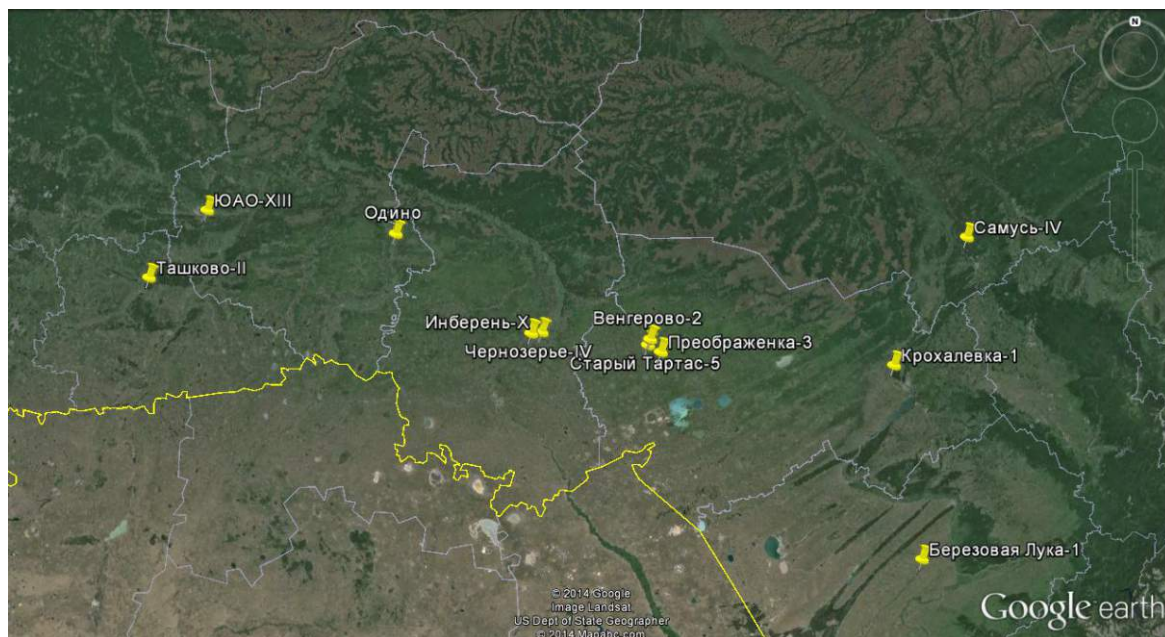 N
ЮАО-XIII
Одино
Самусь-IV
Ташково-II
Инберень-X
Венгерово-2
Чернозерье-IV
Преображенка-3
Старый Тартас-5
Крохалевка-1
Березовая Лука-1
© 2014 Google
Image Landsat
US Dept of State Geographer
© 2014 Mapabc.com
Google earth